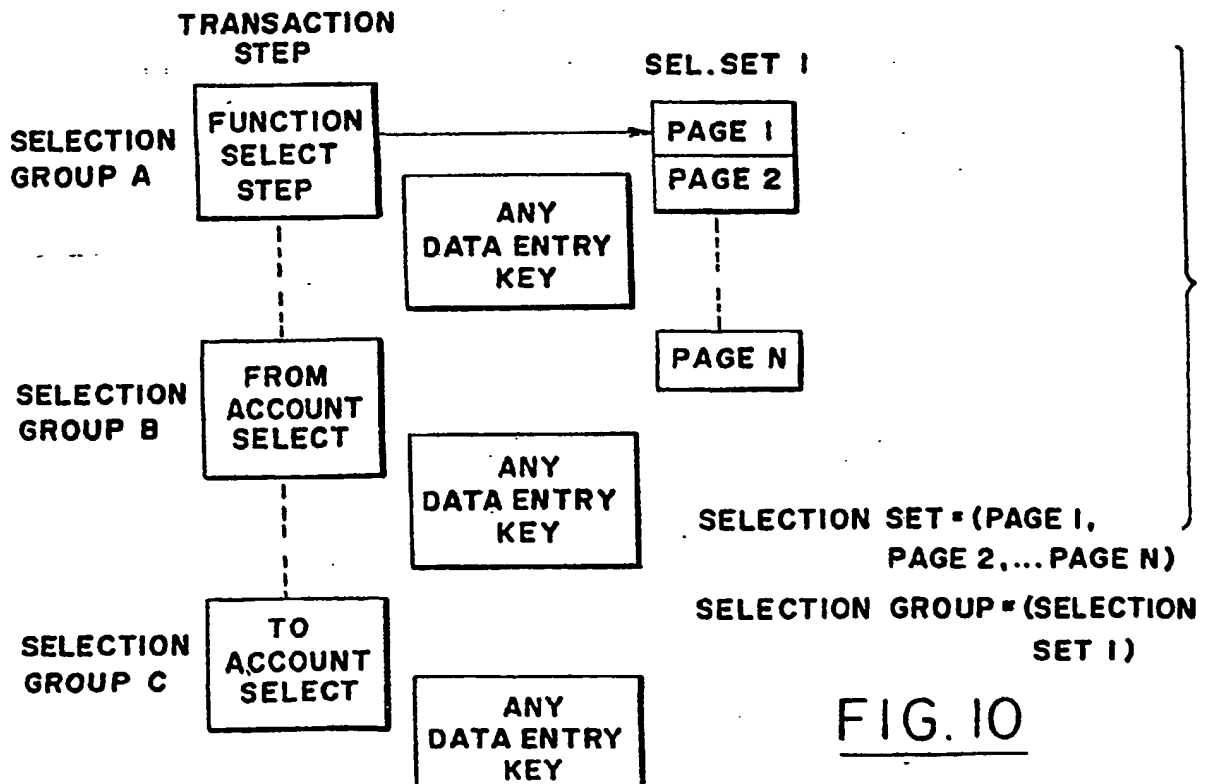 TRANSACTION
STEP
SEL. SET 1
SELECTION
GROUP A
FUNCTION
SELECT
STEP
PAGE 1
PAGE 2
ANY
DATA ENTRY
KEY
PAGE N
SELECTION
GROUP B
FROM
ACCOUNT
SELECT
ANY
DATA ENTRY
KEY
SELECTION SET = (PAGE 1,
PAGE 2,... PAGE N)
SELECTION GROUP = (SELECTION
SET 1)
SELECTION
GROUP C
TO
ACCOUNT
SELECT
ANY
DATA ENTRY
KEY
FIG. 10